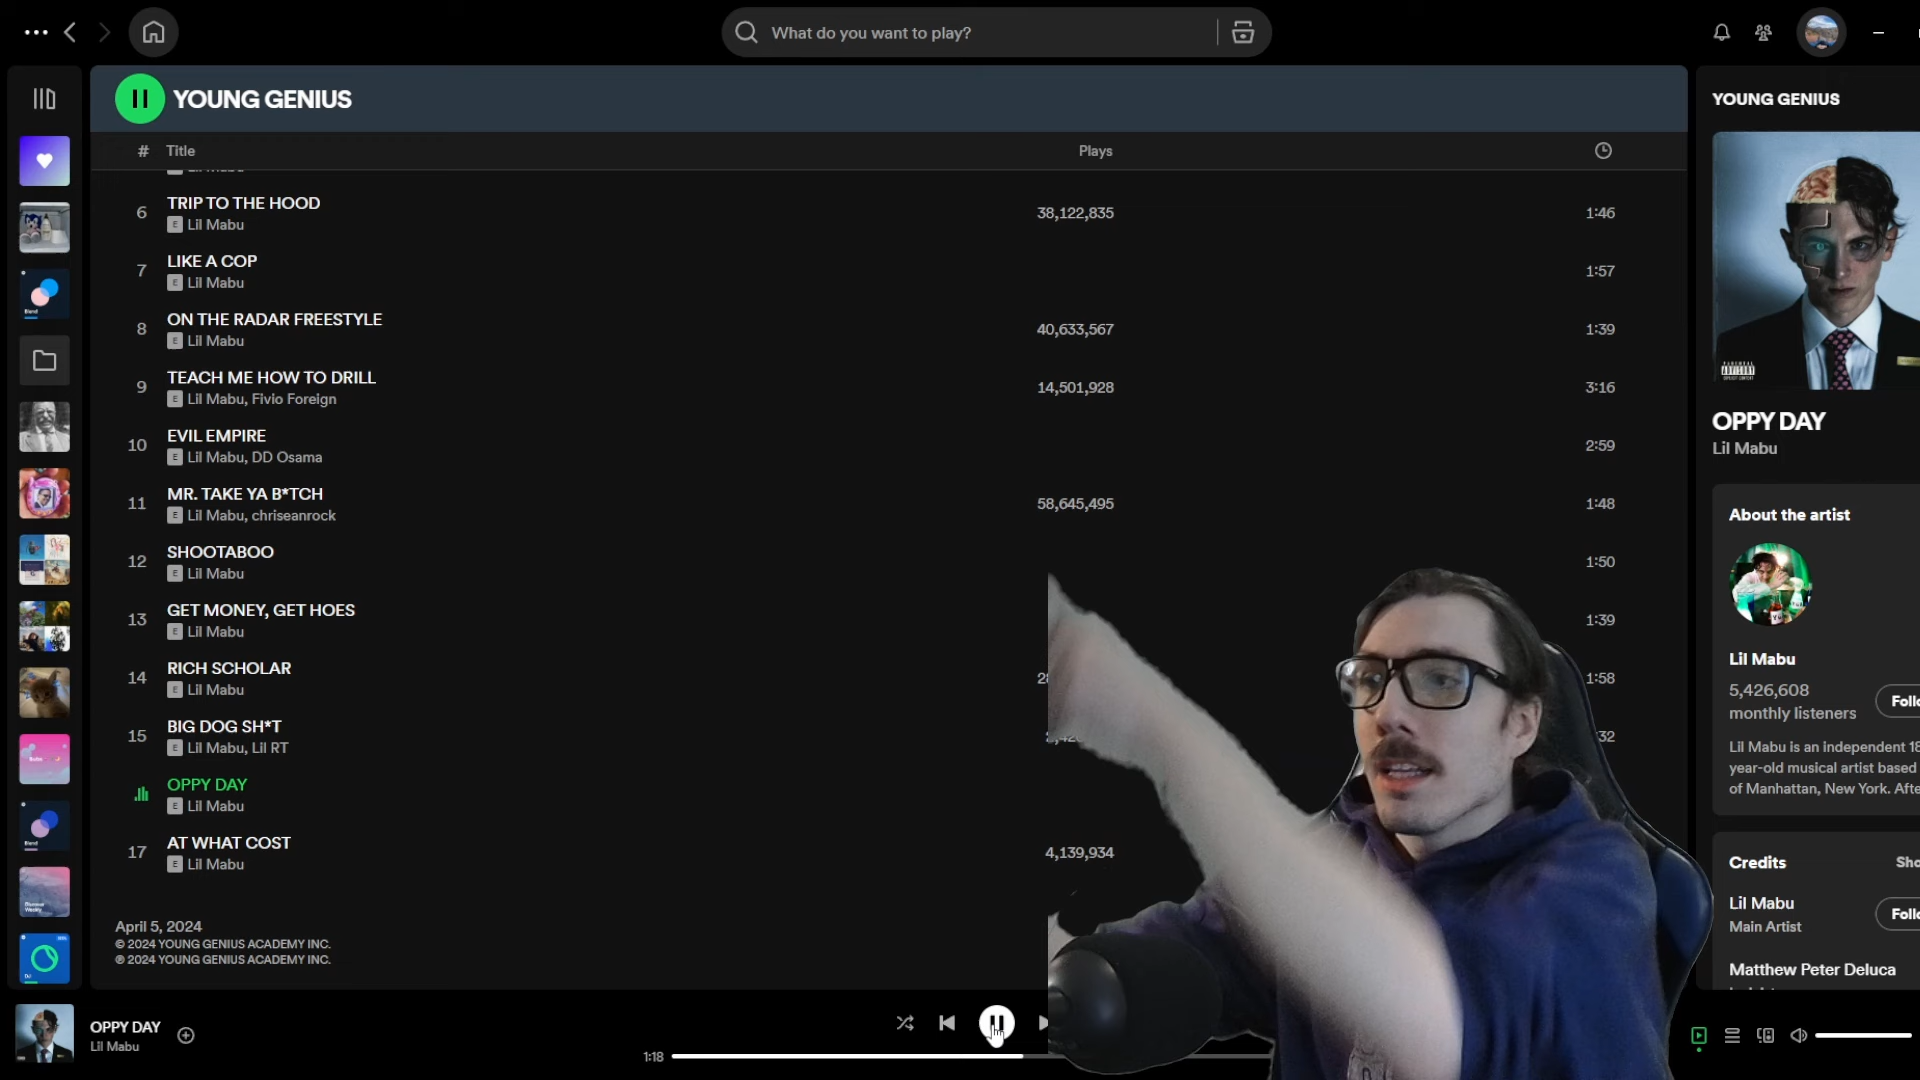 What do you want to play?
YOUNG GENIUS
# Title Plays
6 TRIP TO THE HOOD 38,122,835 1:46
E Lil Mabu
7 LIKE A COP 1:57
E Lil Mabu
8 ON THE RADAR FREESTYLE 40,633,567 1:39
E Lil Mabu
9 TEACH ME HOW TO DRILL 14,501,928 3:16
E Lil Mabu, Fivio Foreign
10 EVIL EMPIRE 2:59
E Lil Mabu, DD Osama
11 MR. TAKE YA B*TCH 58,645,495 1:48
E Lil Mabu, chriseanrock
12 SHOOTABOO 1:50
E Lil Mabu
13 GET MONEY, GET HOES 1:39
E Lil Mabu
14 RICH SCHOLAR 1:58
E Lil Mabu
15 BIG DOG SH*T 32
E Lil Mabu, Lil RT
OPPY DAY
E Lil Mabu
17 AT WHAT COST 4,139,934
E Lil Mabu
April 5, 2024
© 2024 YOUNG GENIUS ACADEMY INC.
℗ 2024 YOUNG GENIUS ACADEMY INC.
YOUNG GENIUS
OPPY DAY
Lil Mabu
About the artist
Lil Mabu
5,426,608
monthly listeners
Follo
Lil Mabu is an independent 18
year-old musical artist based
of Manhattan, New York. Afte
Credits Sho
Lil Mabu
Main Artist
Follo
Matthew Peter Deluca
OPPY DAY
Lil Mabu
1:18